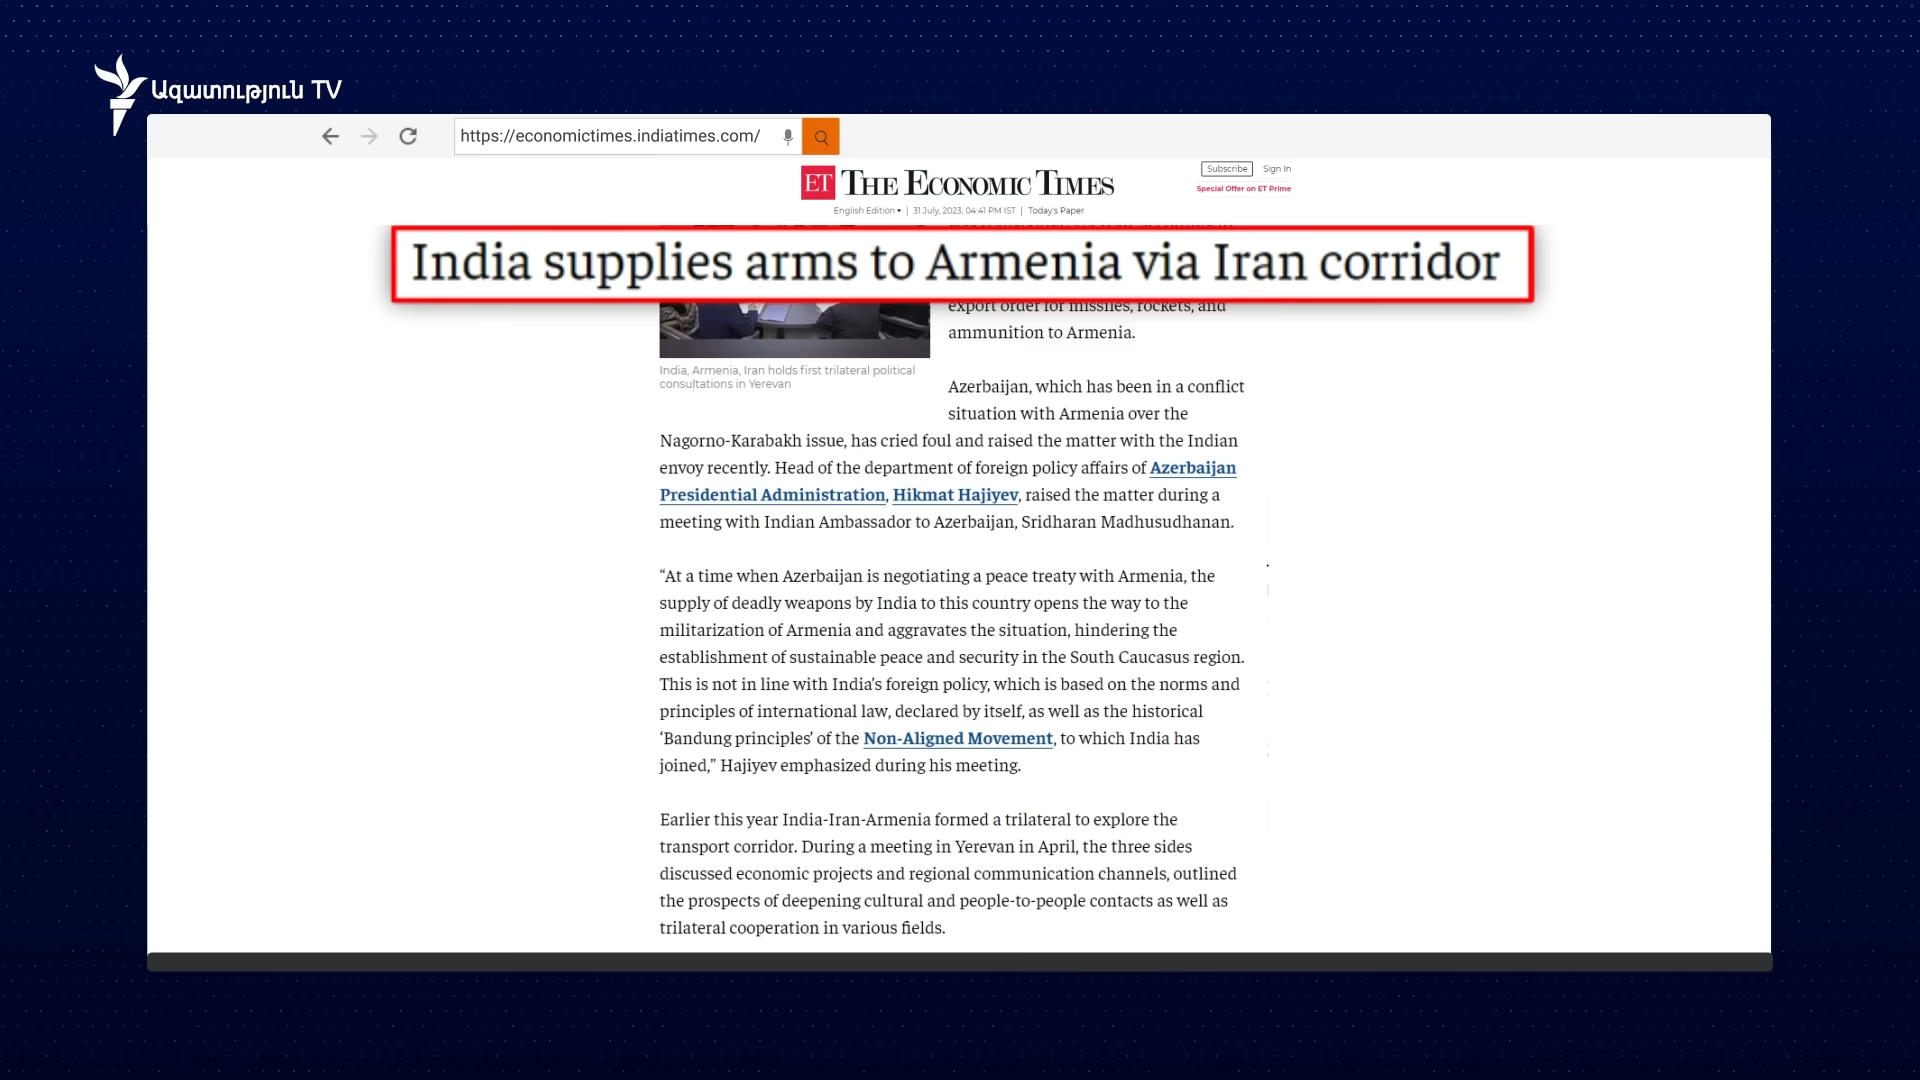 Ազատություն TV
https://economictimes.indiatimes.com/
ET THE ECONOMIC TIMES
Subscribe Sign In
Special Offer on ET Prime
English Edition ▾ | 31 July, 2023, 04:41 PM IST | Today's Paper
India supplies arms to Armenia via Iran corridor
export order for missiles, rockets, and
ammunition to Armenia.
India, Armenia, Iran holds first trilateral political
consultations in Yerevan
Azerbaijan, which has been in a conflict
situation with Armenia over the
Nagorno-Karabakh issue, has cried foul and raised the matter with the Indian
envoy recently. Head of the department of foreign policy affairs of Azerbaijan
Presidential Administration, Hikmat Hajiyev, raised the matter during a
meeting with Indian Ambassador to Azerbaijan, Sridharan Madhusudhanan.
“At a time when Azerbaijan is negotiating a peace treaty with Armenia, the
supply of deadly weapons by India to this country opens the way to the
militarization of Armenia and aggravates the situation, hindering the
establishment of sustainable peace and security in the South Caucasus region.
This is not in line with India’s foreign policy, which is based on the norms and
principles of international law, declared by itself, as well as the historical
‘Bandung principles’ of the Non-Aligned Movement, to which India has
joined,” Hajiyev emphasized during his meeting.
Earlier this year India-Iran-Armenia formed a trilateral to explore the
transport corridor. During a meeting in Yerevan in April, the three sides
discussed economic projects and regional communication channels, outlined
the prospects of deepening cultural and people-to-people contacts as well as
trilateral cooperation in various fields.